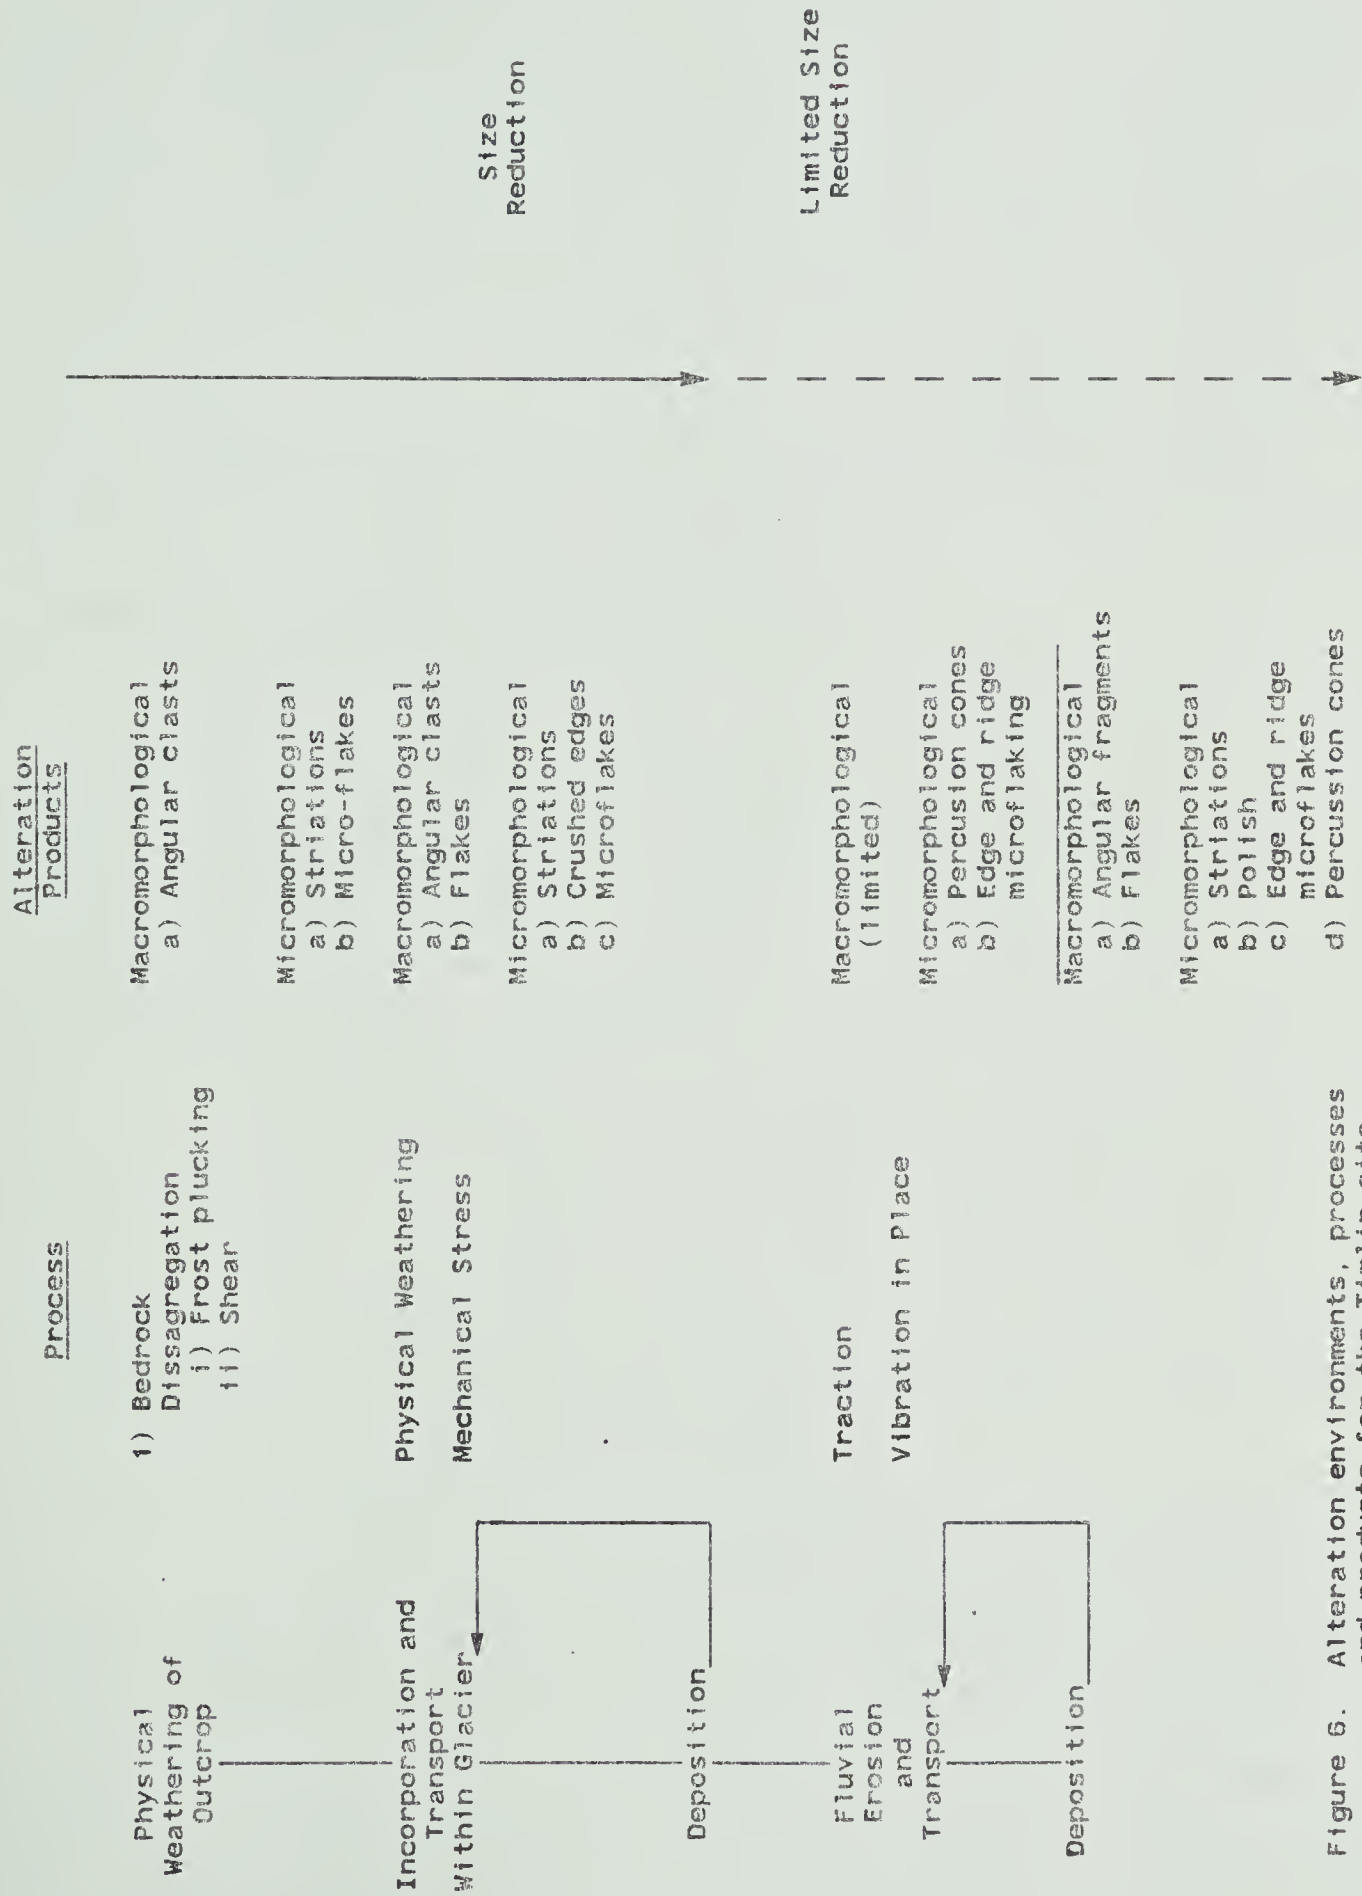 Alteration
Products
Process
Physical
Weathering of
Outcrop
1) Bedrock
Dissagregation
i) Frost plucking
ii) Shear
Macromorphological
a) Angular clasts
Micromorphological
a) Striations
b) Micro-flakes
Incorporation and
Transport
Within Glacier
Physical Weathering
Mechanical Stress
Macromorphological
a) Angular clasts
b) Flakes
Micromorphological
a) Striations
b) Crushed edges
c) Microflakes
Size
Reduction
Deposition
Fluvial
Erosion
and
Transport
Traction
Vibration in Place
Macromorphological
(limited)
Micromorphological
a) Percusion cones
b) Edge and ridge
microflaking
Limited Size
Reduction
Deposition
Macromorphological
a) Angular fragments
b) Flakes
Micromorphological
a) Striations
b) Polish
c) Edge and ridge
microflakes
d) Percussion cones
Figure 6. Alteration environments, processes
and products for the